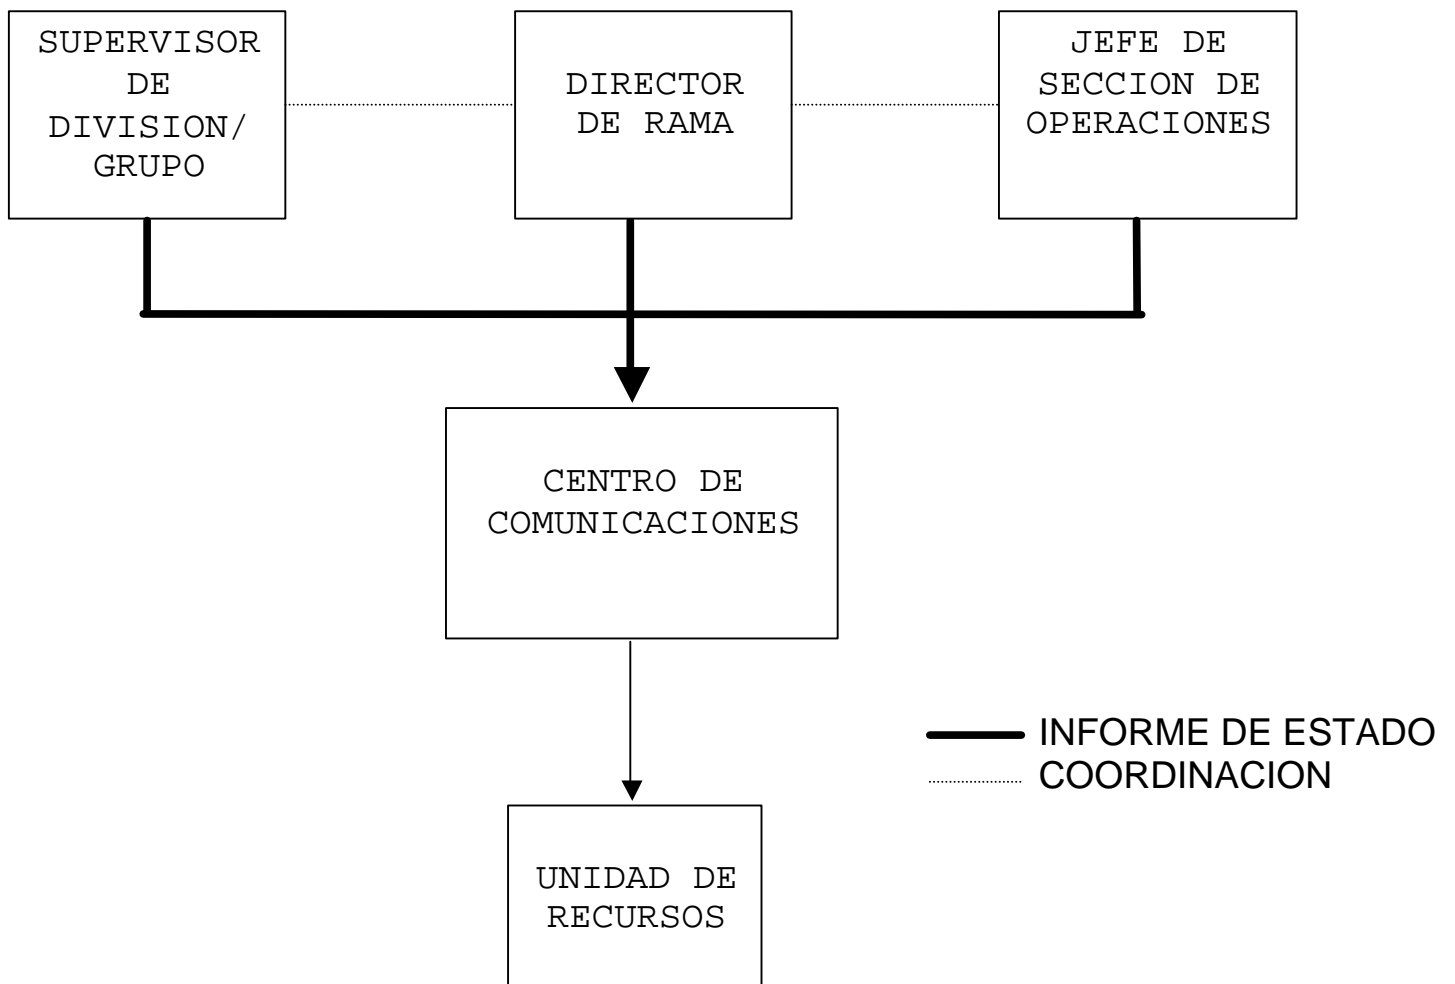 SUPERVISOR
DE
DIVISION/
GRUPO
DIRECTOR
DE RAMA
JEFE DE
SECCION DE
OPERACIONES
CENTRO DE
COMUNICACIONES
INFORME DE ESTADO
COORDINACION
UNIDAD DE
RECURSOS